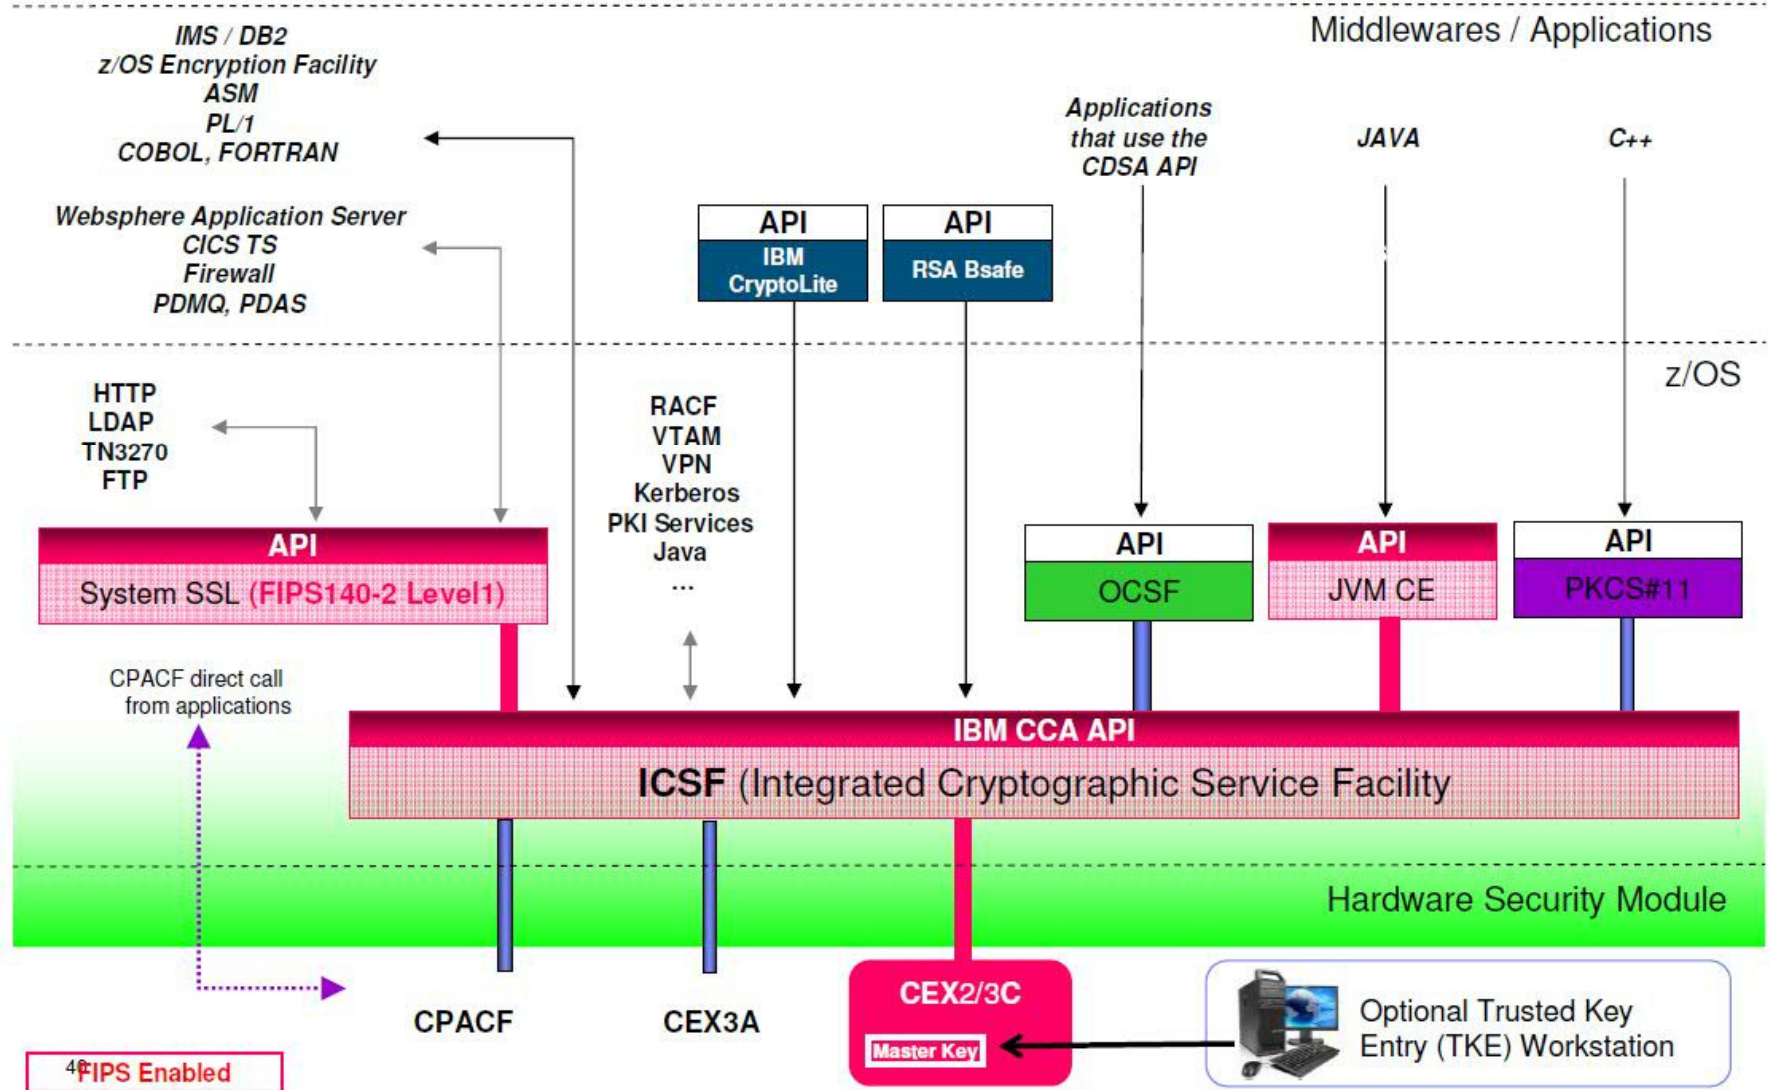 Middlewares / Applications
IMS / DB2
z/OS Encryption Facility
ASM
PL/1
COBOL, FORTRAN
Websphere Application Server
CICS TS
Firewall
PDMQ, PDAS
API
IBM
CryptoLite
API
RSA Bsafe
Applications
that use the
CDSA API
JAVA
C++
z/OS
HTTP
LDAP
TN3270
FTP
RACF
VTAM
VPN
Kerberos
PKI Services
Java
...
API
System SSL (FIPS140-2 Level1)
API
OCSF
API
JVM CE
API
PKCS#11
CPACF direct call
from applications
IBM CCA API
ICSF (Integrated Cryptographic Service Facility
Hardware Security Module
CPACF
CEX3A
CEX2/3C
Master Key
Optional Trusted Key
Entry (TKE) Workstation
FIPS Enabled